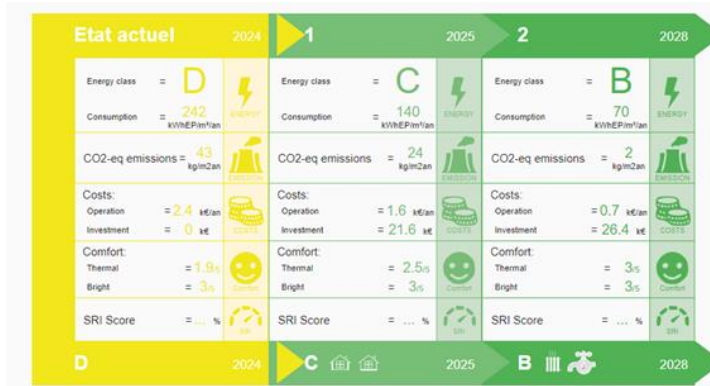 Etat actuel 2024
Energy class = D
Consumption = 242 kWhEP/m²/an
ENERGY
CO2-eq emissions = 43 kg/m2an
EMISSION
Costs:
Operation = 2.4 k€/an
Investment = 0 k€
COSTS
Comfort:
Thermal = 1.9/5
Bright = 3/5
Comfort
SRI Score = ... %
SRI
D 2024
1 2025
Energy class = C
Consumption = 140 kWhEP/m²/an
ENERGY
CO2-eq emissions = 24 kg/m2an
EMISSION
Costs:
Operation = 1.6 k€/an
Investment = 21.6 k€
COSTS
Comfort:
Thermal = 2.5/5
Bright = 3/5
Comfort
SRI Score = ... %
SRI
C 2025
2 2028
Energy class = B
Consumption = 70 kWhEP/m²/an
ENERGY
CO2-eq emissions = 2 kg/m2an
EMISSION
Costs:
Operation = 0.7 k€/an
Investment = 26.4 k€
COSTS
Comfort:
Thermal = 3/5
Bright = 3/5
Comfort
SRI Score = ... %
SRI
B 2028